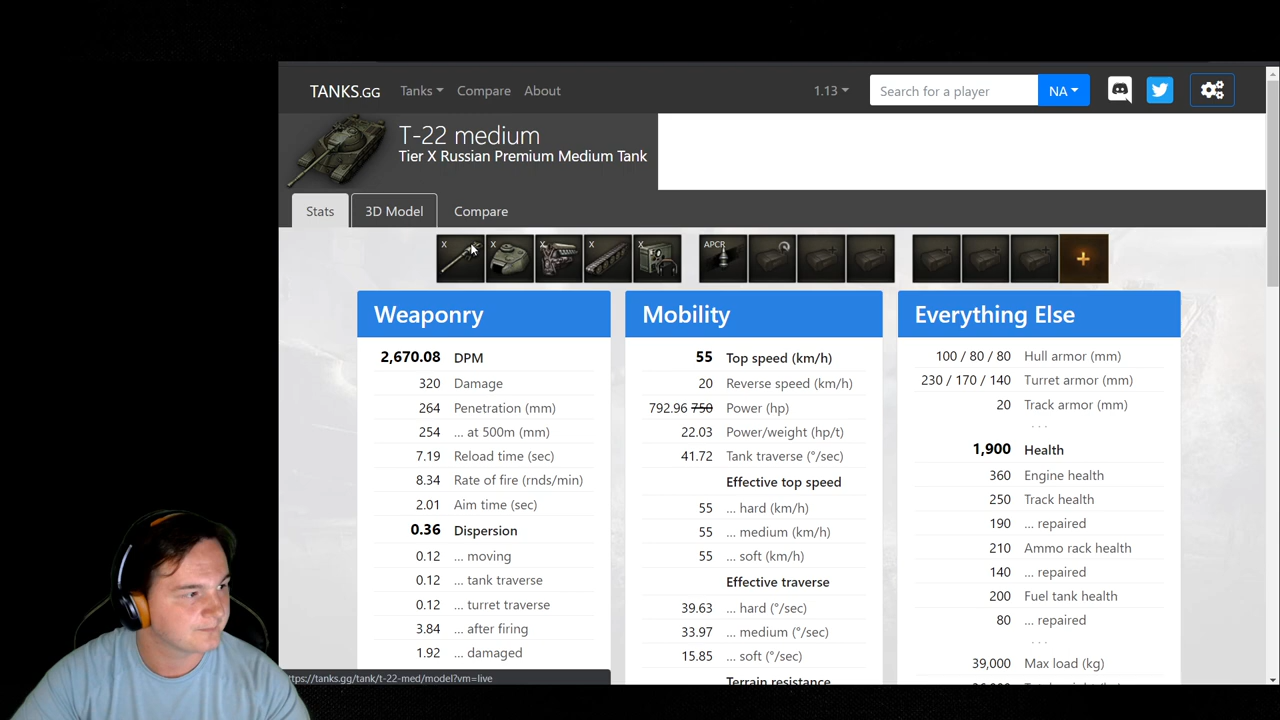 TANKS.GG Tanks Compare About 1.13 Search for a player NA
T-22 medium
Tier X Russian Premium Medium Tank
Stats 3D Model Compare
X X X X X APCR
Weaponry
2,670.08 DPM
320 Damage
264 Penetration (mm)
254 ... at 500m (mm)
7.19 Reload time (sec)
8.34 Rate of fire (rnds/min)
2.01 Aim time (sec)
0.36 Dispersion
0.12 ... moving
0.12 ... tank traverse
0.12 ... turret traverse
3.84 ... after firing
1.92 ... damaged
Mobility
55 Top speed (km/h)
20 Reverse speed (km/h)
792.96 750 Power (hp)
22.03 Power/weight (hp/t)
41.72 Tank traverse (°/sec)
Effective top speed
55 ... hard (km/h)
55 ... medium (km/h)
55 ... soft (km/h)
Effective traverse
39.63 ... hard (°/sec)
33.97 ... medium (°/sec)
15.85 ... soft (°/sec)
Terrain resistance
Everything Else
100 / 80 / 80 Hull armor (mm)
230 / 170 / 140 Turret armor (mm)
20 Track armor (mm)
...
1,900 Health
360 Engine health
250 Track health
190 ... repaired
210 Ammo rack health
140 ... repaired
200 Fuel tank health
80 ... repaired
...
39,000 Max load (kg)
ttps://tanks.gg/tank/t-22-med/model?vm=live